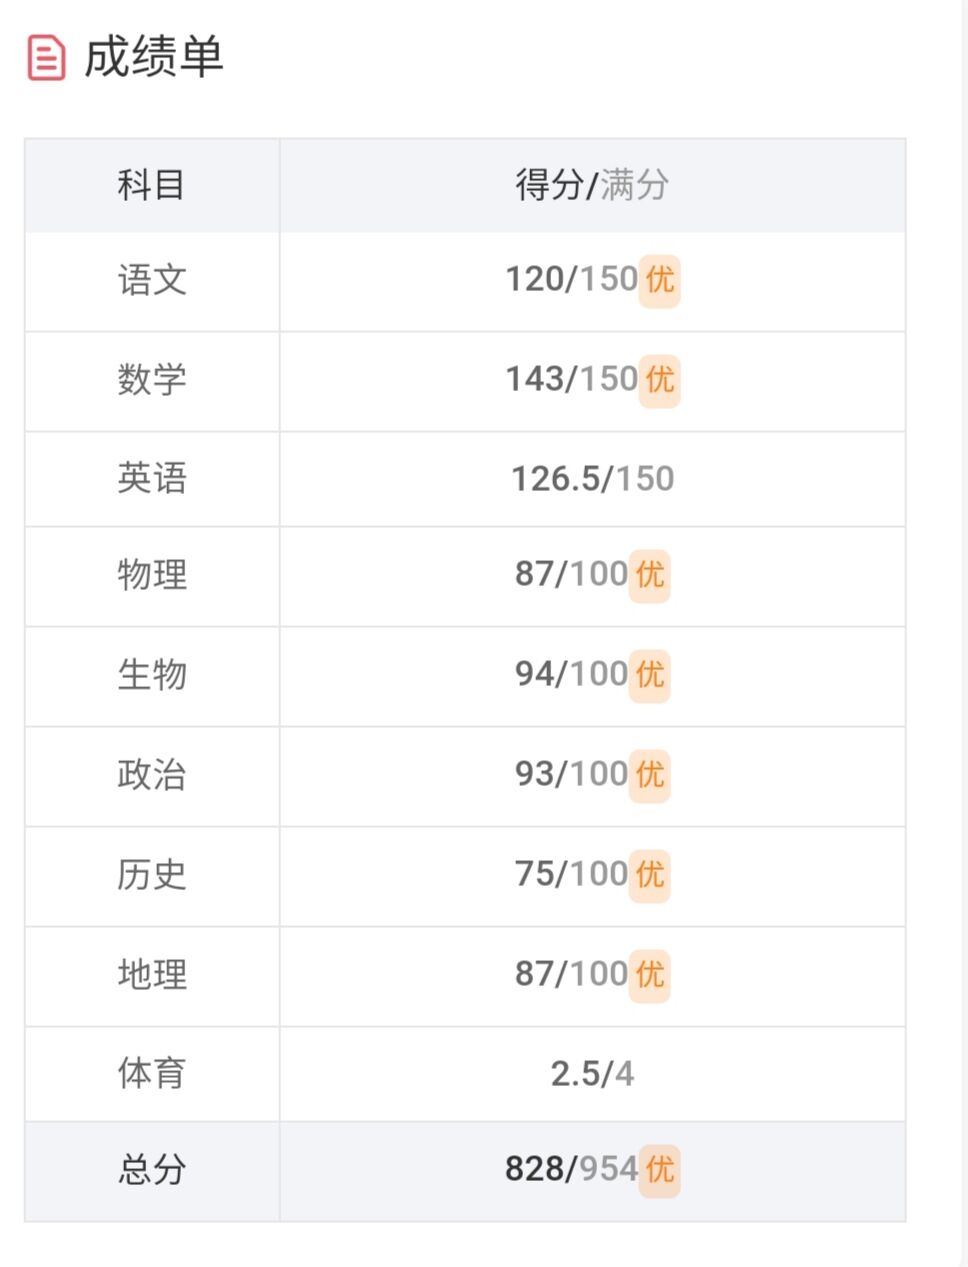 成绩单
科目 得分/满分
语文 120/150 优
数学 143/150 优
英语 126.5/150
物理 87/100 优
生物 94/100 优
政治 93/100 优
历史 75/100 优
地理 87/100 优
体育 2.5/4
总分 828/954 优